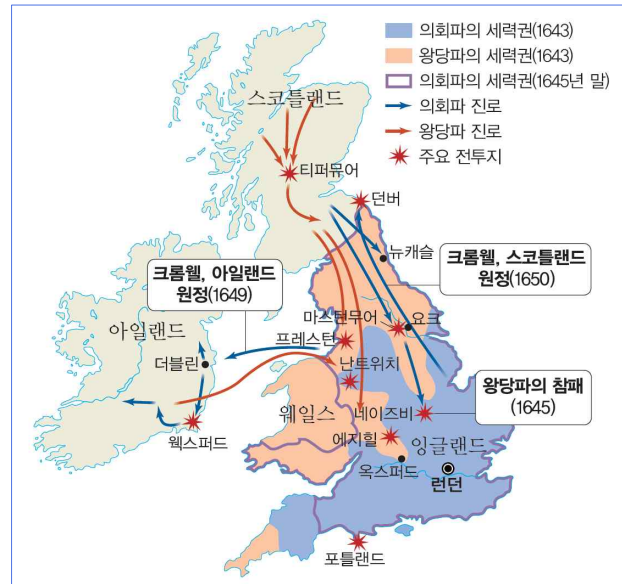 의회파의 세력권(1643)
왕당파의 세력권(1643)
의회파의 세력권(1645년 말)
의회파 진로
왕당파 진로
주요 전투지
스코틀랜드
티퍼뮤어
던버
뉴캐슬
크롬웰, 아일랜드
원정(1649)
크롬웰, 스코틀랜드
원정(1650)
아일랜드
마스턴무어
요크
프레스턴
더블린
난트위치
왕당파의 참패
(1645)
웨일스
네이즈비
웩스퍼드
에지힐
잉글랜드
옥스퍼드
런던
포틀랜드